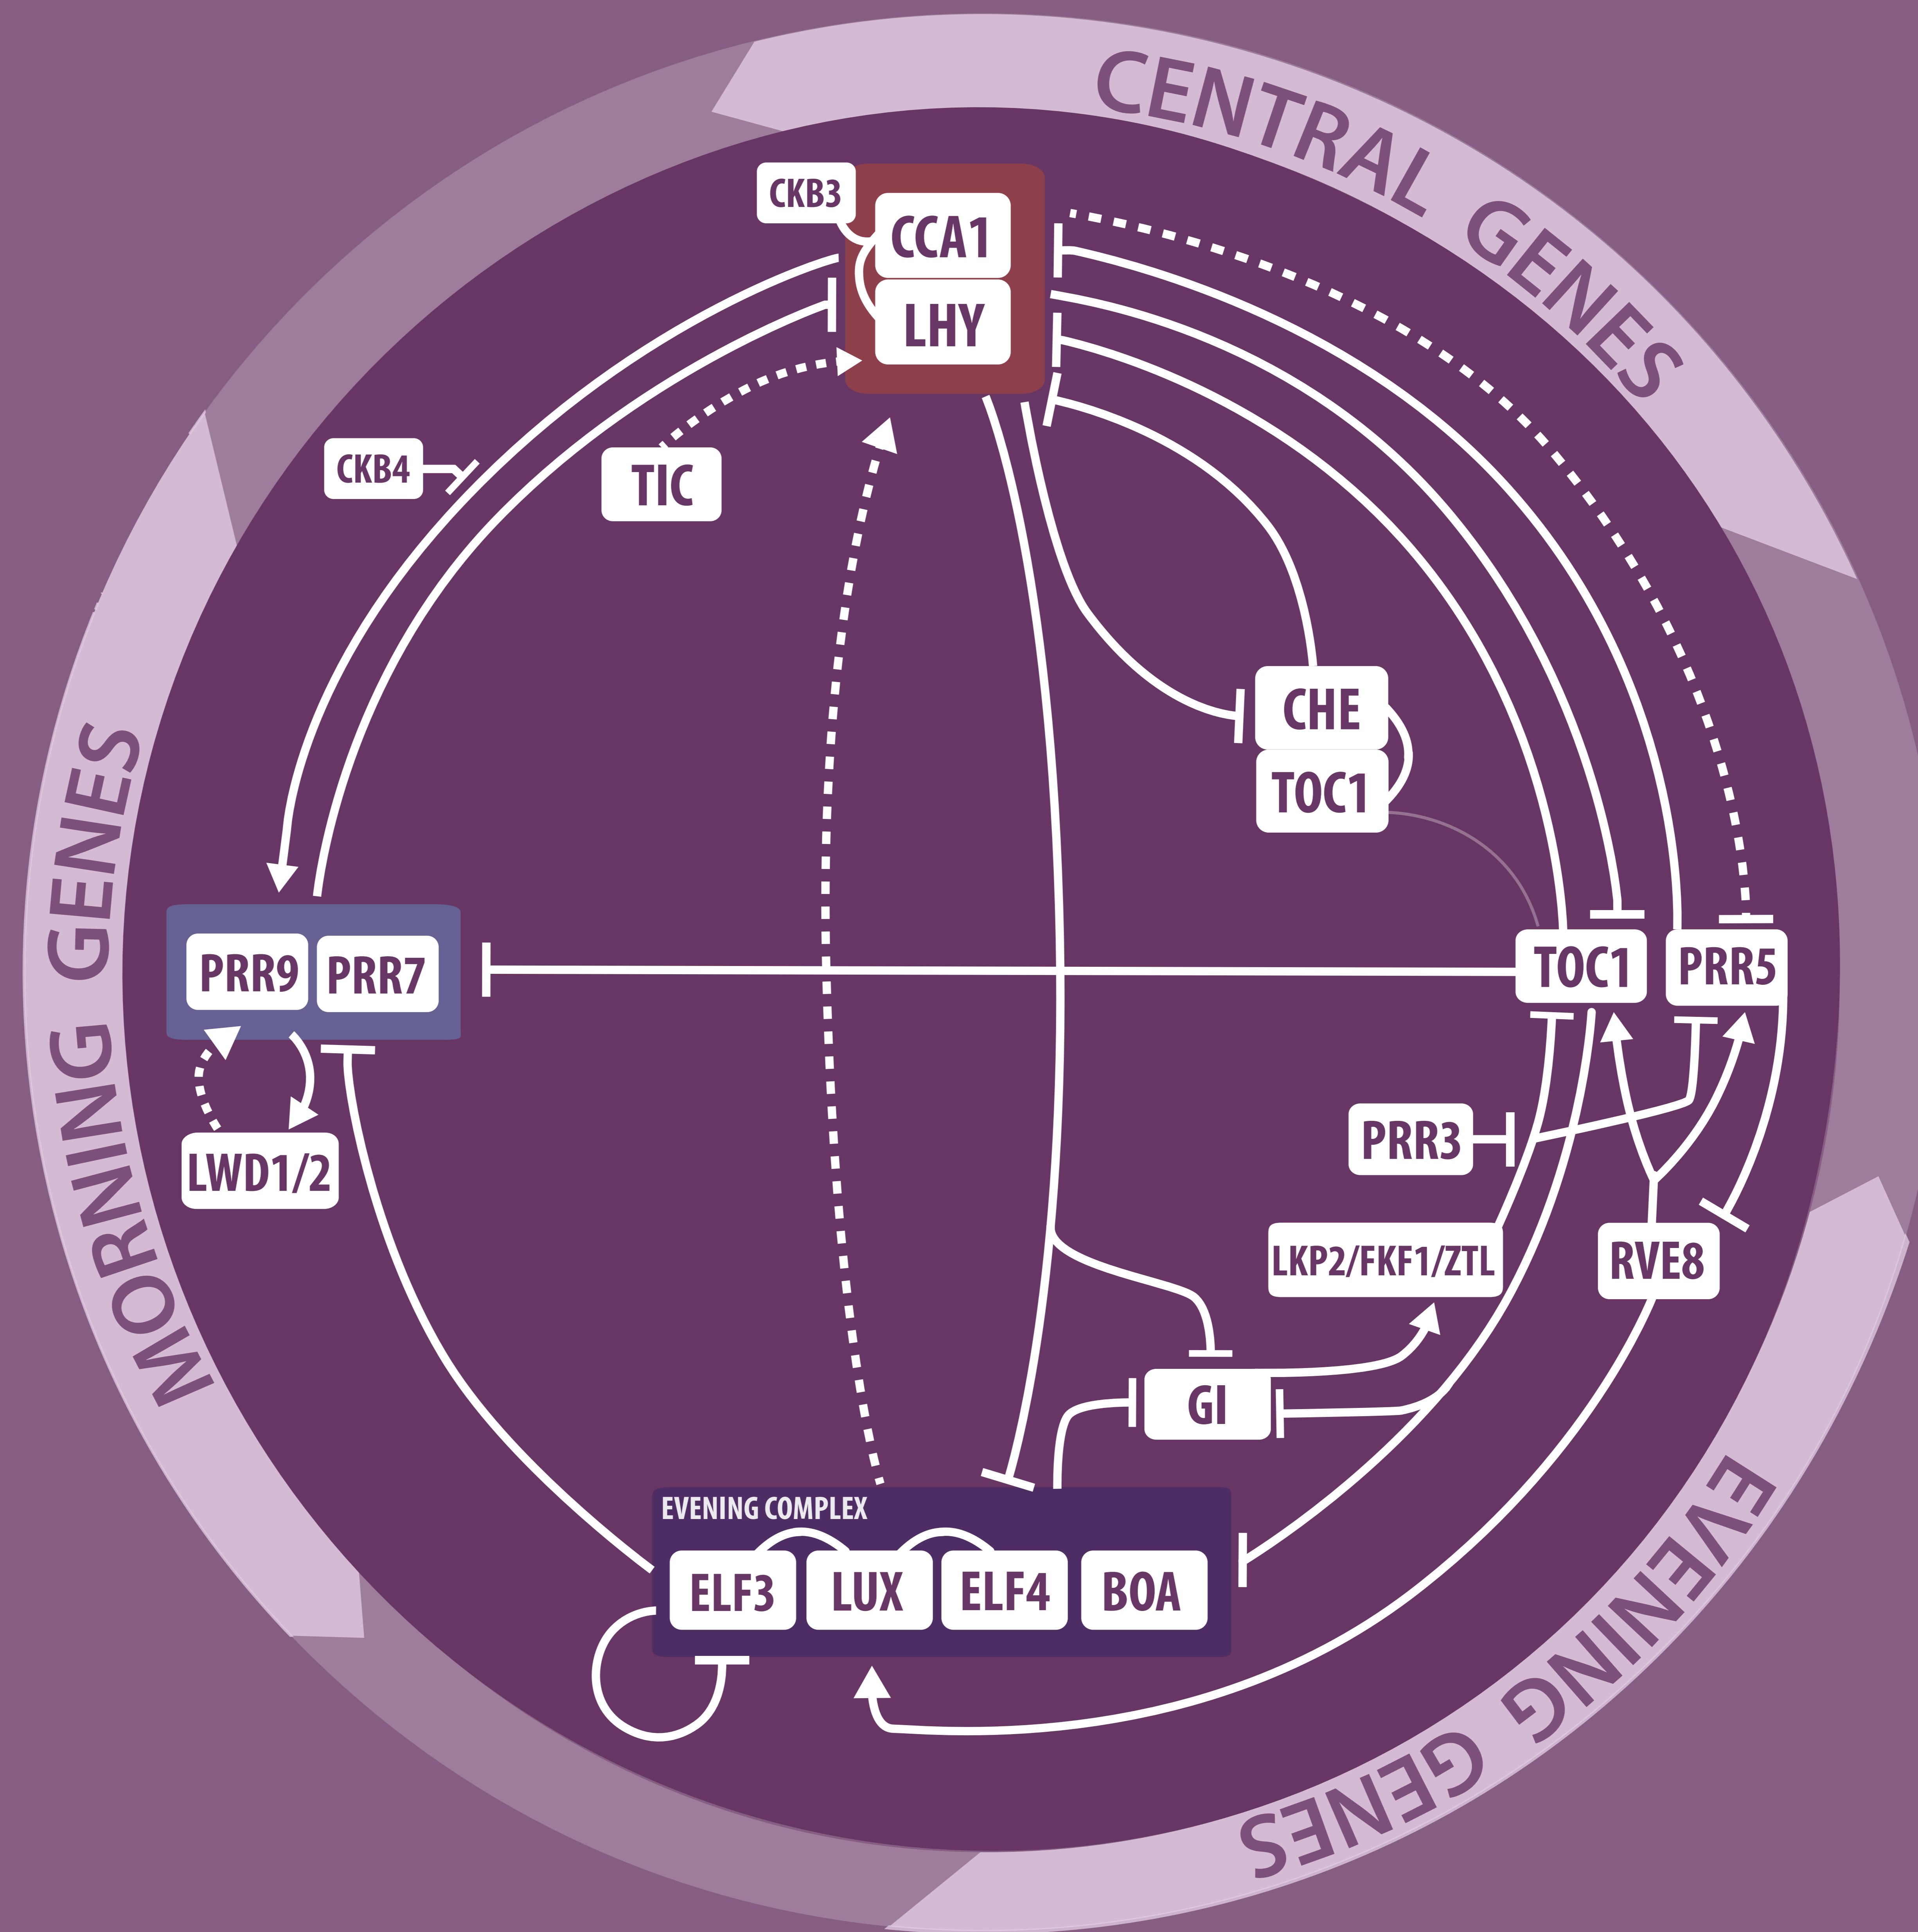 CENTRAL GENES
CKB3
CCA1
LHY
CKB4
TIC
CHE
TOC1
MORNING GENES
PRR9
PRR7
TOC1
PRR5
PRR3
LWD1/2
LKP2/FKF1/ZTL
RVE8
GI
EVENING COMPLEX
ELF3
LUX
ELF4
BOA
EVENING GENES